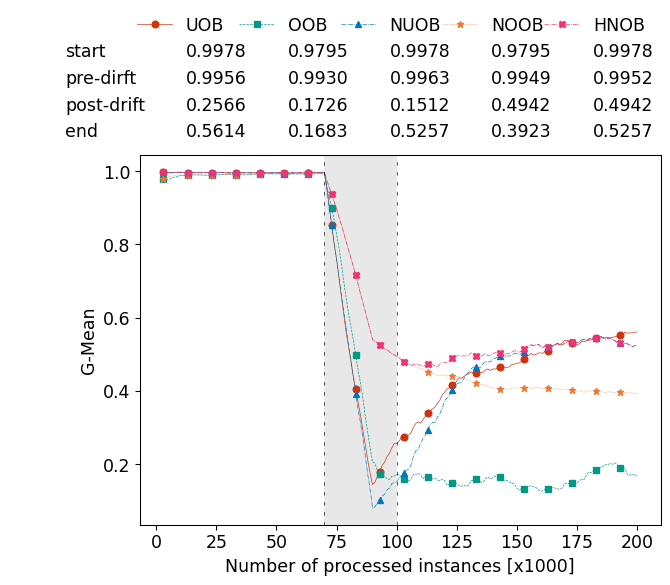 UOB OOB NUOB NOOB HNOB
start 0.9978 0.9795 0.9978 0.9795 0.9978
pre-dirft 0.9956 0.9930 0.9963 0.9949 0.9952
post-drift 0.2566 0.1726 0.1512 0.4942 0.4942
end 0.5614 0.1683 0.5257 0.3923 0.5257
1.0
0.8
0.6
0.4
0.2
G-Mean
0 25 50 75 100 125 150 175 200
Number of processed instances [x1000]